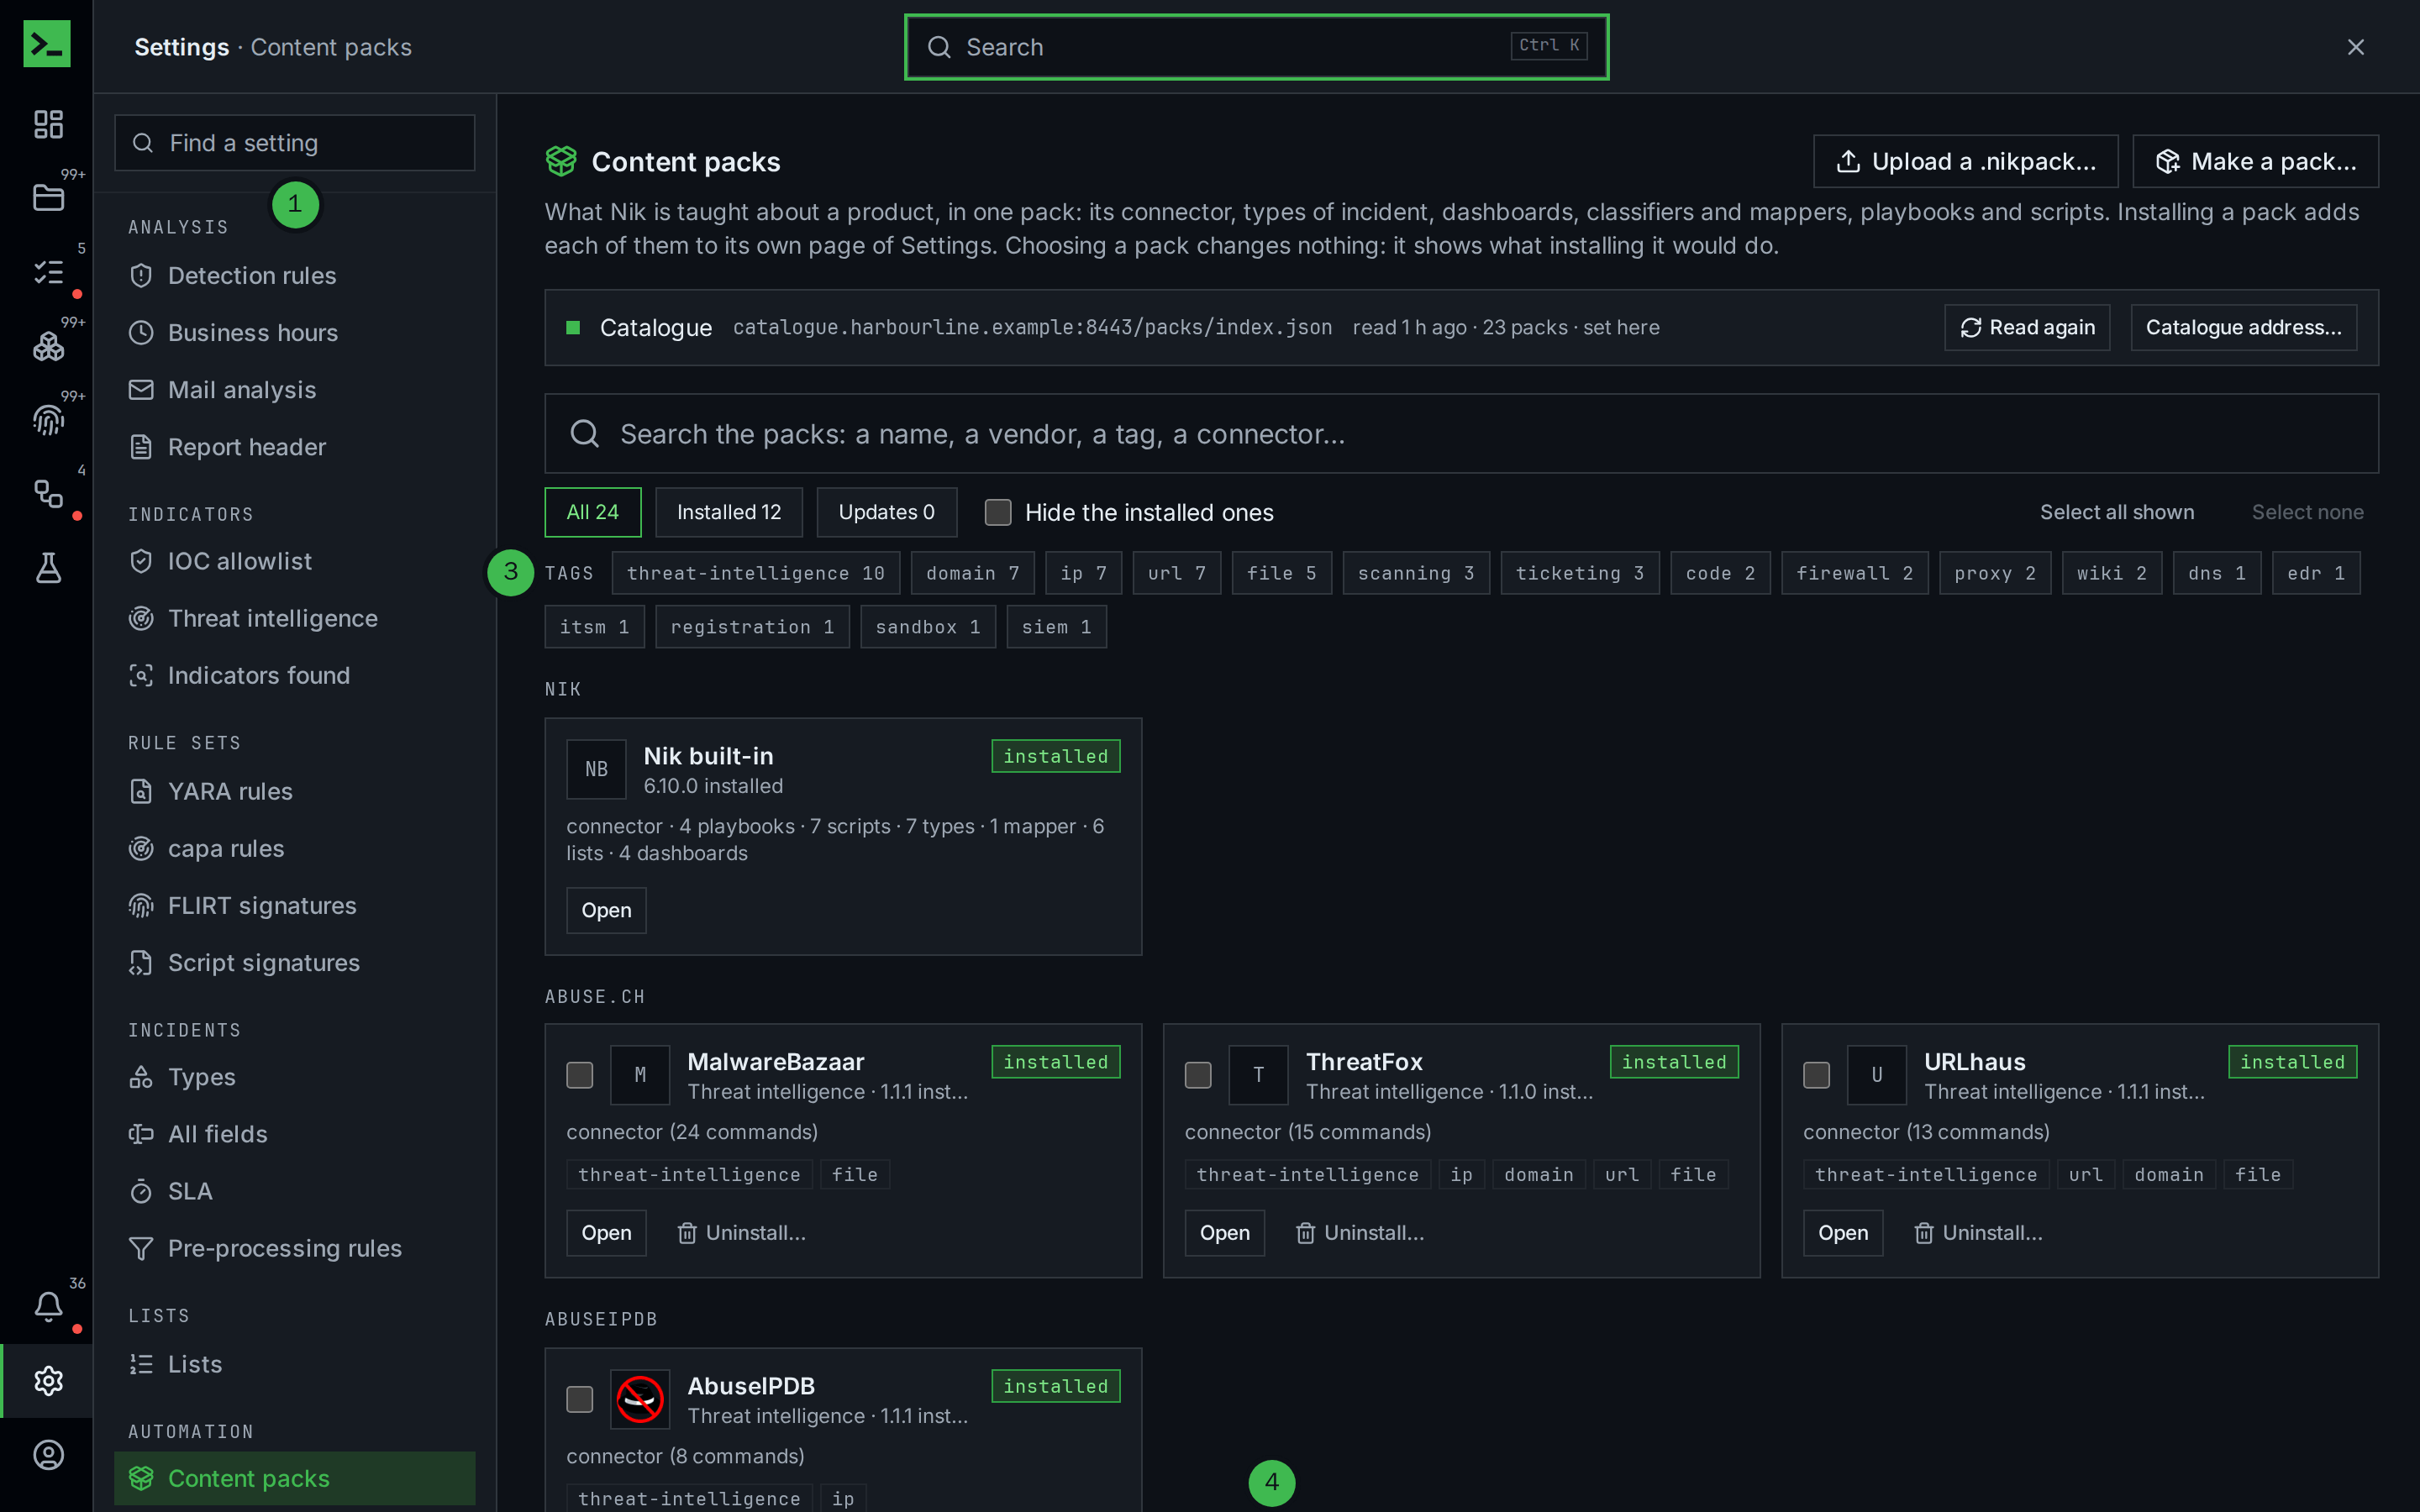 Settings · Content packs
Search
Ctrl K
99+
5
99+
99+
4
36
Find a setting
1
ANALYSIS
Detection rules
Business hours
Mail analysis
Report header
INDICATORS
IOC allowlist
Threat intelligence
Indicators found
RULE SETS
YARA rules
capa rules
FLIRT signatures
Script signatures
INCIDENTS
Types
All fields
SLA
Pre-processing rules
LISTS
Lists
AUTOMATION
Content packs
Content packs
Upload a .nikpack...
Make a pack...
What Nik is taught about a product, in one pack: its connector, types of incident, dashboards, classifiers and mappers, playbooks and scripts. Installing a pack adds
each of them to its own page of Settings. Choosing a pack changes nothing: it shows what installing it would do.
Catalogue catalogue.harbourline.example:8443/packs/index.json read 1 h ago · 23 packs · set here
Read again
Catalogue address...
Search the packs: a name, a vendor, a tag, a connector...
All 24
Installed 12
Updates 0
Hide the installed ones
Select all shown
Select none
3
TAGS threat-intelligence 10 domain 7 ip 7 url 7 file 5 scanning 3 ticketing 3 code 2 firewall 2 proxy 2 wiki 2 dns 1 edr 1
itsm 1 registration 1 sandbox 1 siem 1
NIK
NB
Nik built-in
installed
6.10.0 installed
connector · 4 playbooks · 7 scripts · 7 types · 1 mapper · 6
lists · 4 dashboards
Open
ABUSE.CH
M
MalwareBazaar
installed
Threat intelligence · 1.1.1 inst...
connector (24 commands)
threat-intelligence file
Open
Uninstall...
T
ThreatFox
installed
Threat intelligence · 1.1.0 inst...
connector (15 commands)
threat-intelligence ip domain url file
Open
Uninstall...
U
URLhaus
installed
Threat intelligence · 1.1.1 inst...
connector (13 commands)
threat-intelligence url domain file
Open
Uninstall...
ABUSEIPDB
AbuseIPDB
installed
Threat intelligence · 1.1.1 inst...
connector (8 commands)
threat-intelligence ip
4